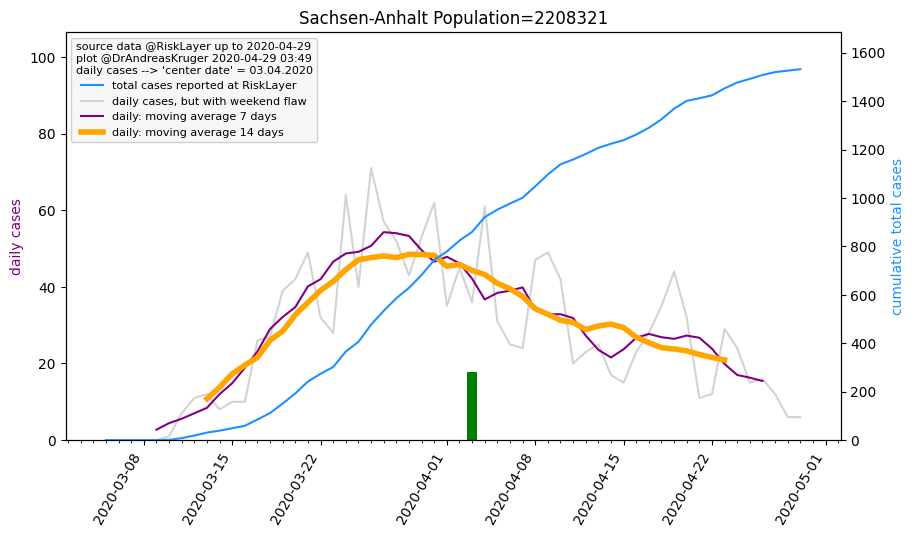 Sachsen-Anhalt Population=2208321
source data @RiskLayer up to 2020-04-29
plot @DrAndreasKruger 2020-04-29 03:49
daily cases --> 'center date' = 03.04.2020
total cases reported at RiskLayer
daily cases, but with weekend flaw
daily: moving average 7 days
daily: moving average 14 days
daily cases
100
80
60
40
20
0
cumulative total cases
1600
1400
1200
1000
800
600
400
200
0
2020-03-08
2020-03-15
2020-03-22
2020-04-01
2020-04-08
2020-04-15
2020-04-22
2020-05-01